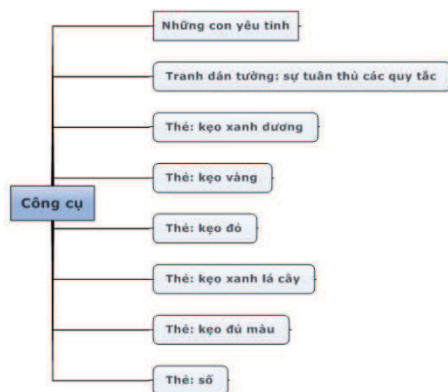 Những con yêu tinh
Tranh dán tường: sự tuân thủ các quy tắc
Thẻ: kẹo xanh dương
Thẻ: kẹo vàng
Công cụ
Thẻ: kẹo đỏ
Thẻ: kẹo xanh lá cây
Thẻ: kẹo đủ màu
Thẻ: số